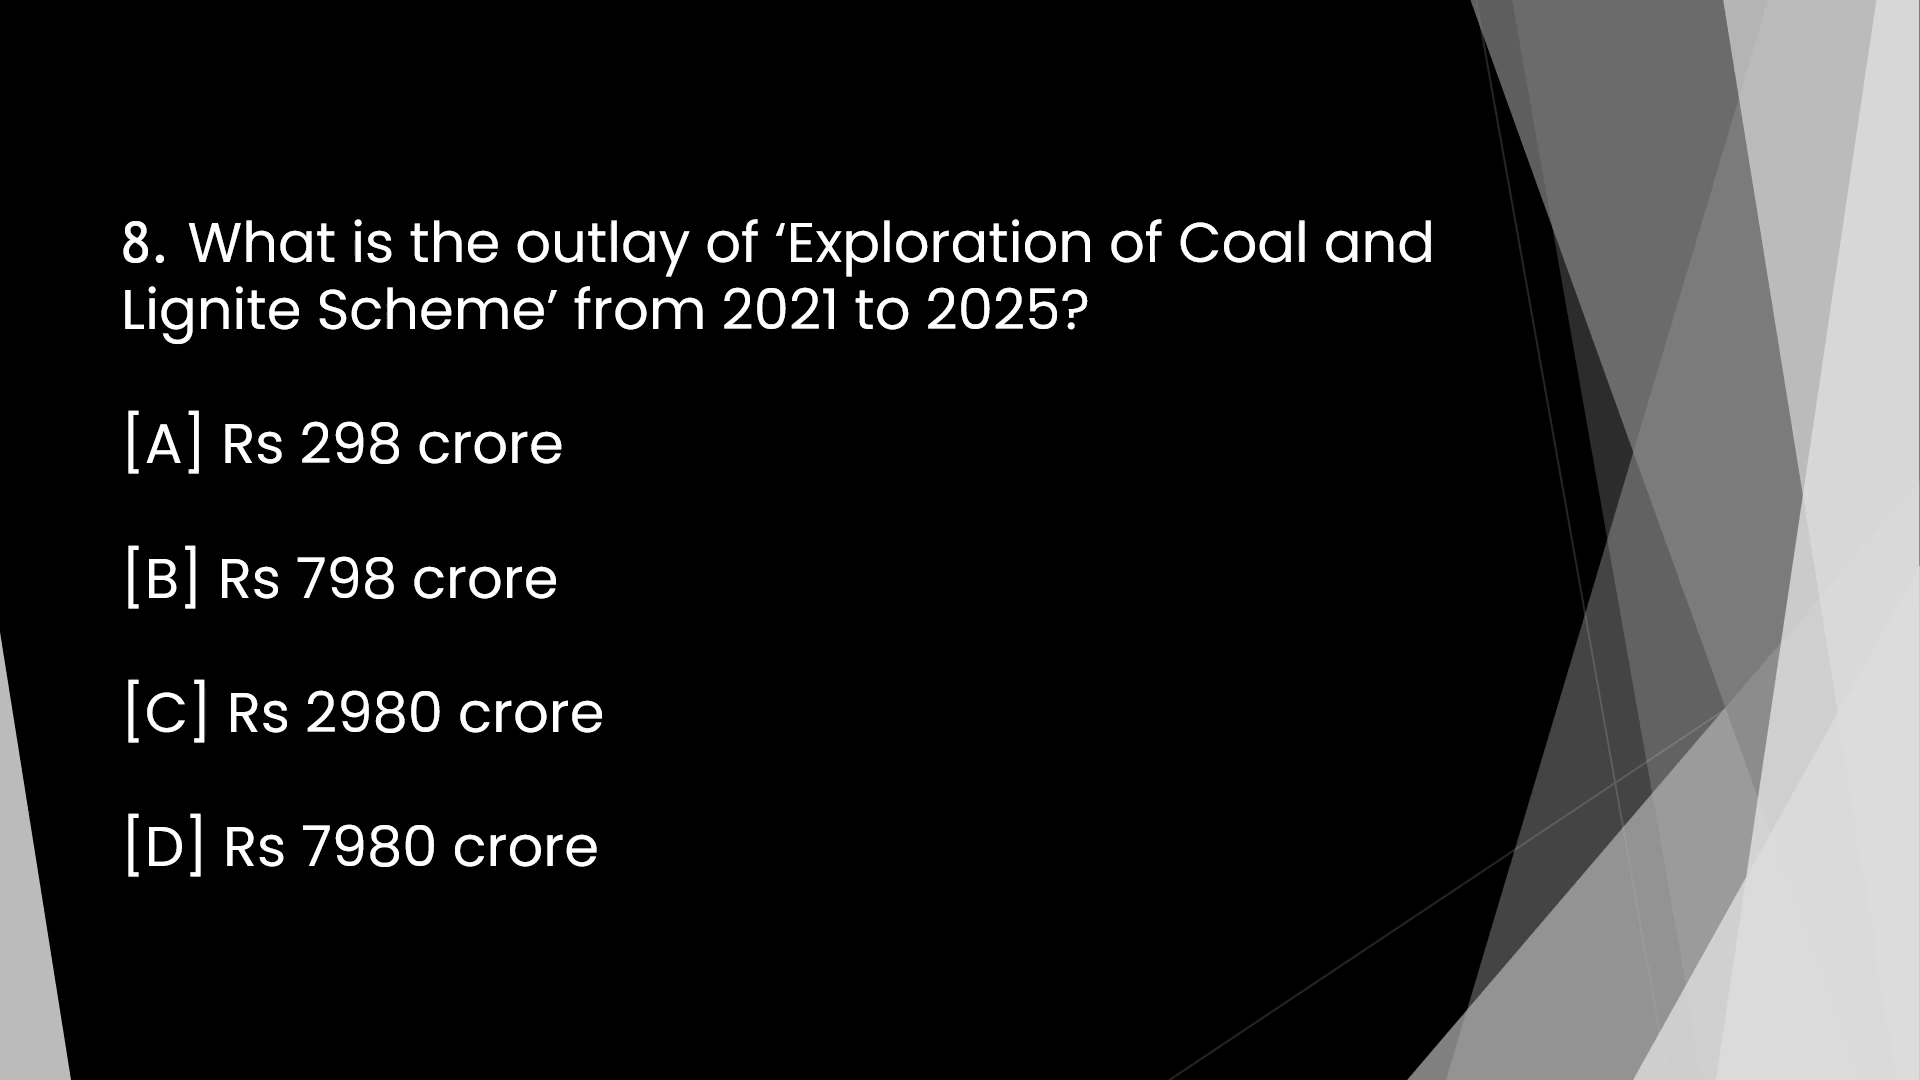 8. What is the outlay of ‘Exploration of Coal and
Lignite Scheme’ from 2021 to 2025?
[A] Rs 298 crore
[B] Rs 798 crore
[C] Rs 2980 crore
[D] Rs 7980 crore